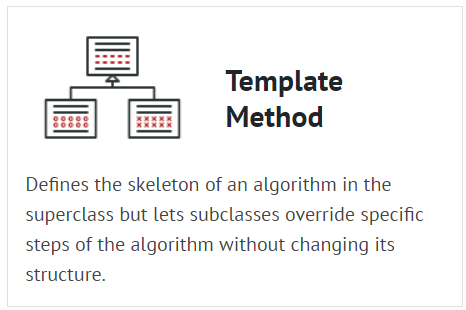 Template
Method
Defines the skeleton of an algorithm in the
superclass but lets subclasses override specific
steps of the algorithm without changing its
structure.